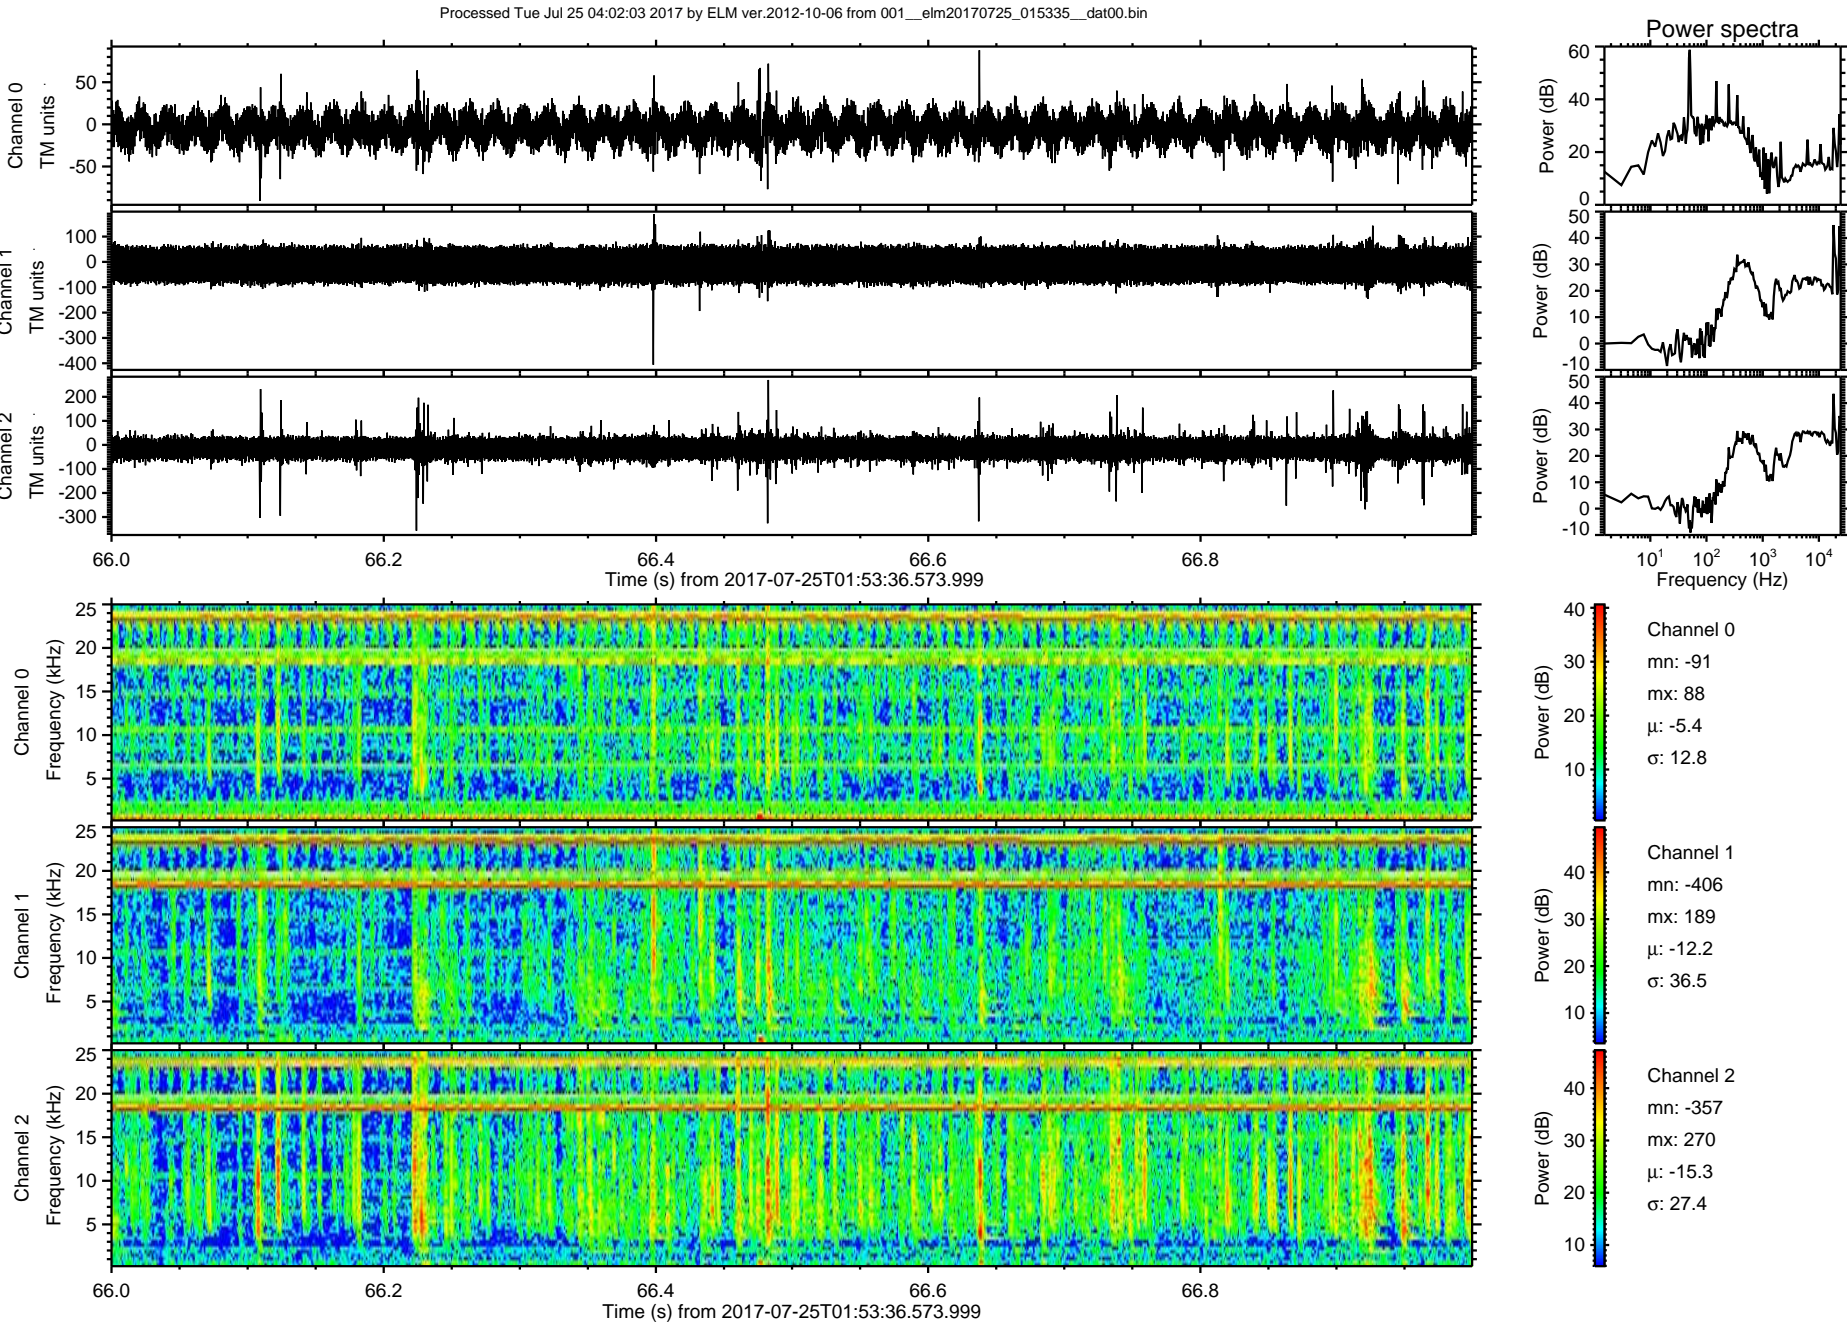 Processed Tue Jul 25 04:02:03 2017 by ELM ver.2012-10-06 from 001__elm20170725_015335__dat00.bin
Power spectra
Channel 0
TM units
50
0
-50
Power (dB)
60
40
20
0
Channel 1
TM units
100
0
-100
-200
-300
-400
Power (dB)
50
40
30
20
10
0
-10
Channel 2
TM units
200
100
0
-100
-200
-300
Power (dB)
50
40
30
20
10
0
-10
66.0 66.2 66.4 66.6 66.8
Time (s) from 2017-07-25T01:53:36.573.999
10^1 10^2 10^3 10^4
Frequency (Hz)
Channel 0
Frequency (kHz)
25
20
15
10
5
Power (dB)
40
30
20
10
Channel 0
mn: -91
mx: 88
µ: -5.4
σ: 12.8
Channel 1
Frequency (kHz)
25
20
15
10
5
Power (dB)
40
30
20
10
Channel 1
mn: -406
mx: 189
µ: -12.2
σ: 36.5
Channel 2
Frequency (kHz)
25
20
15
10
5
Power (dB)
40
30
20
10
Channel 2
mn: -357
mx: 270
µ: -15.3
σ: 27.4
66.0 66.2 66.4 66.6 66.8
Time (s) from 2017-07-25T01:53:36.573.999